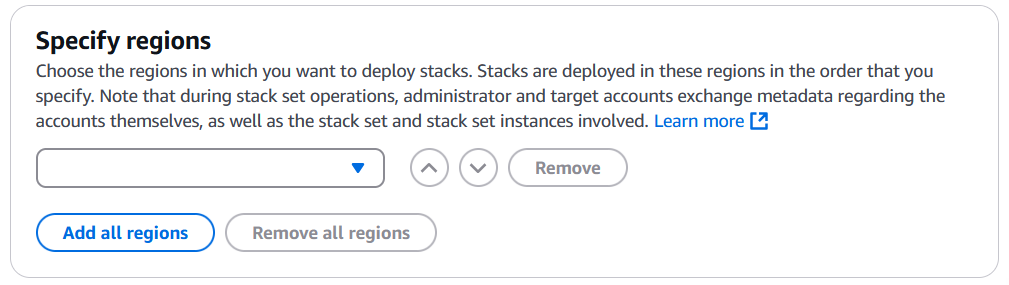 Specify regions
Choose the regions in which you want to deploy stacks. Stacks are deployed in these regions in the order that you
specify. Note that during stack set operations, administrator and target accounts exchange metadata regarding the
accounts themselves, as well as the stack set and stack set instances involved. Learn more
Remove
Add all regions Remove all regions